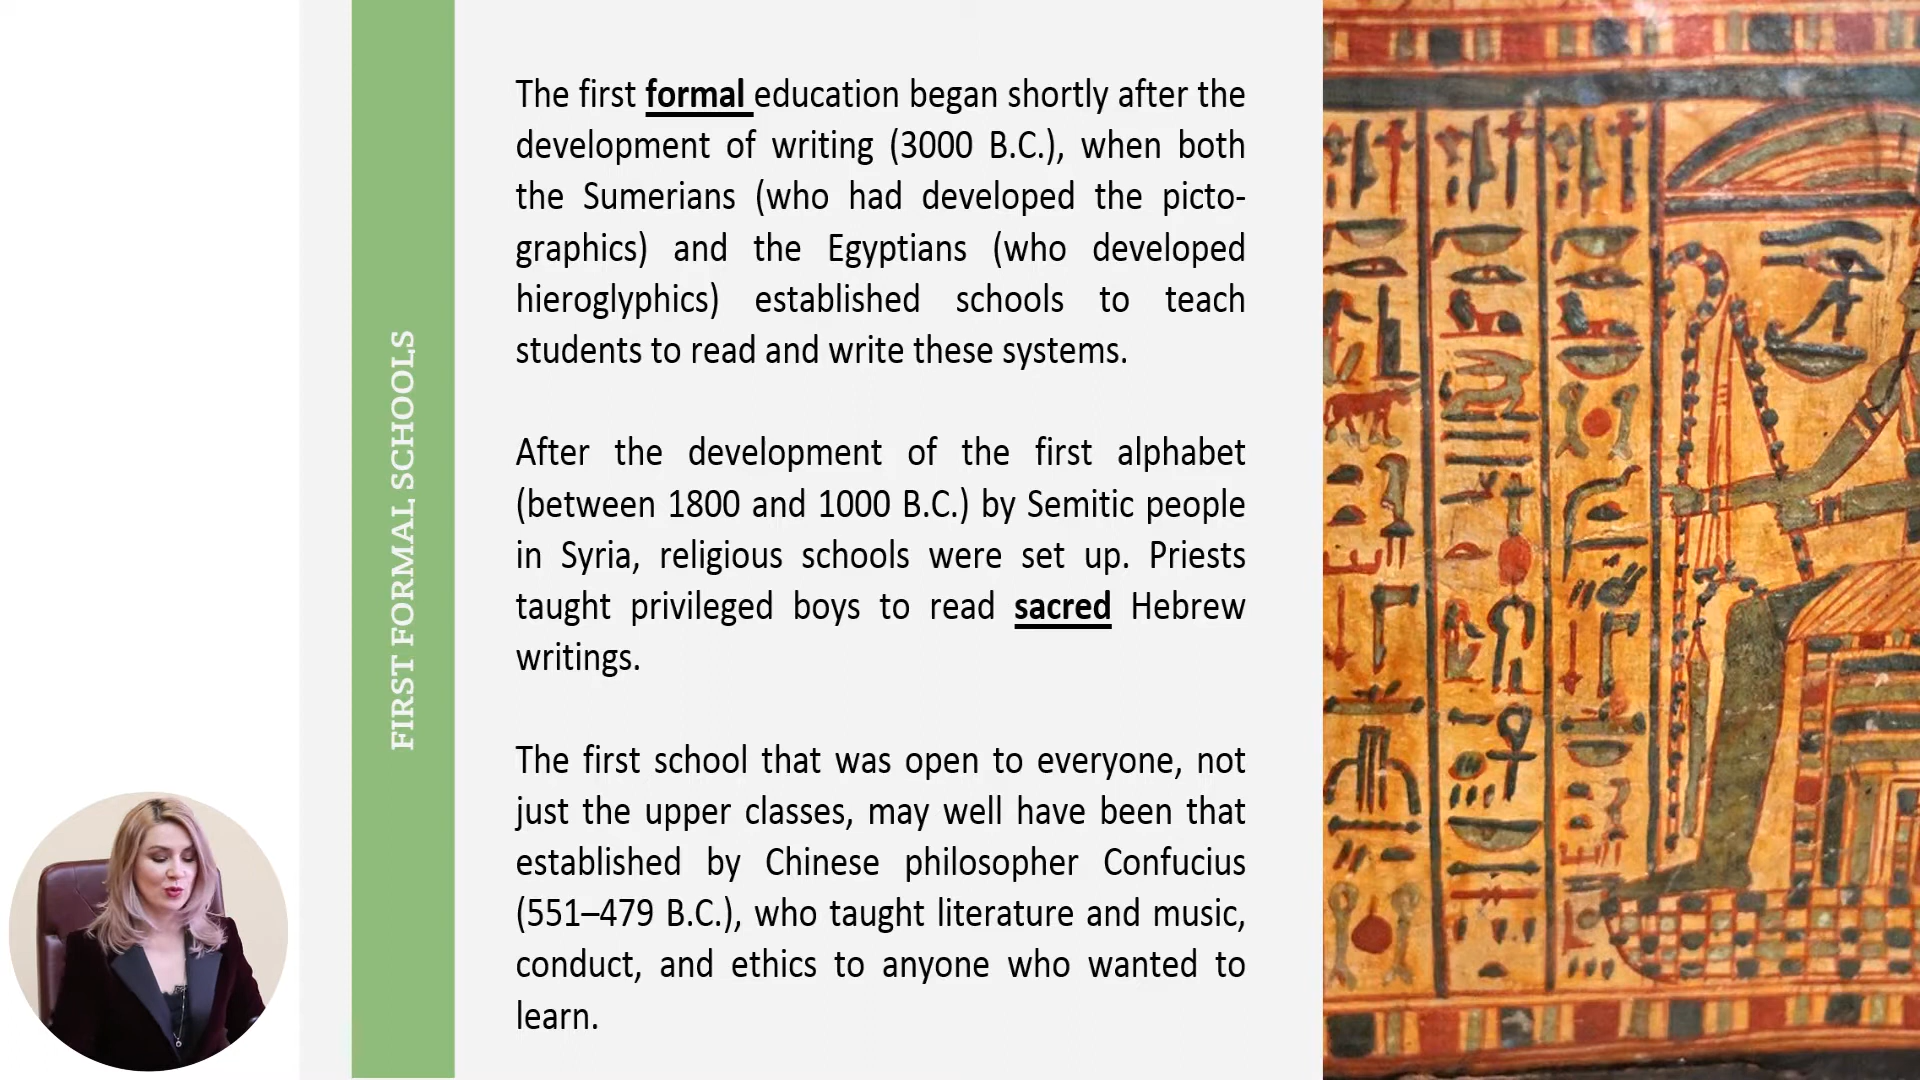 FIRST FORMAL SCHOOLS
The first formal education began shortly after the
development of writing (3000 B.C.), when both
the Sumerians (who had developed the picto-
graphics) and the Egyptians (who developed
hieroglyphics) established schools to teach
students to read and write these systems.
After the development of the first alphabet
(between 1800 and 1000 B.C.) by Semitic people
in Syria, religious schools were set up. Priests
taught privileged boys to read sacred Hebrew
writings.
The first school that was open to everyone, not
just the upper classes, may well have been that
established by Chinese philosopher Confucius
(551–479 B.C.), who taught literature and music,
conduct, and ethics to anyone who wanted to
learn.